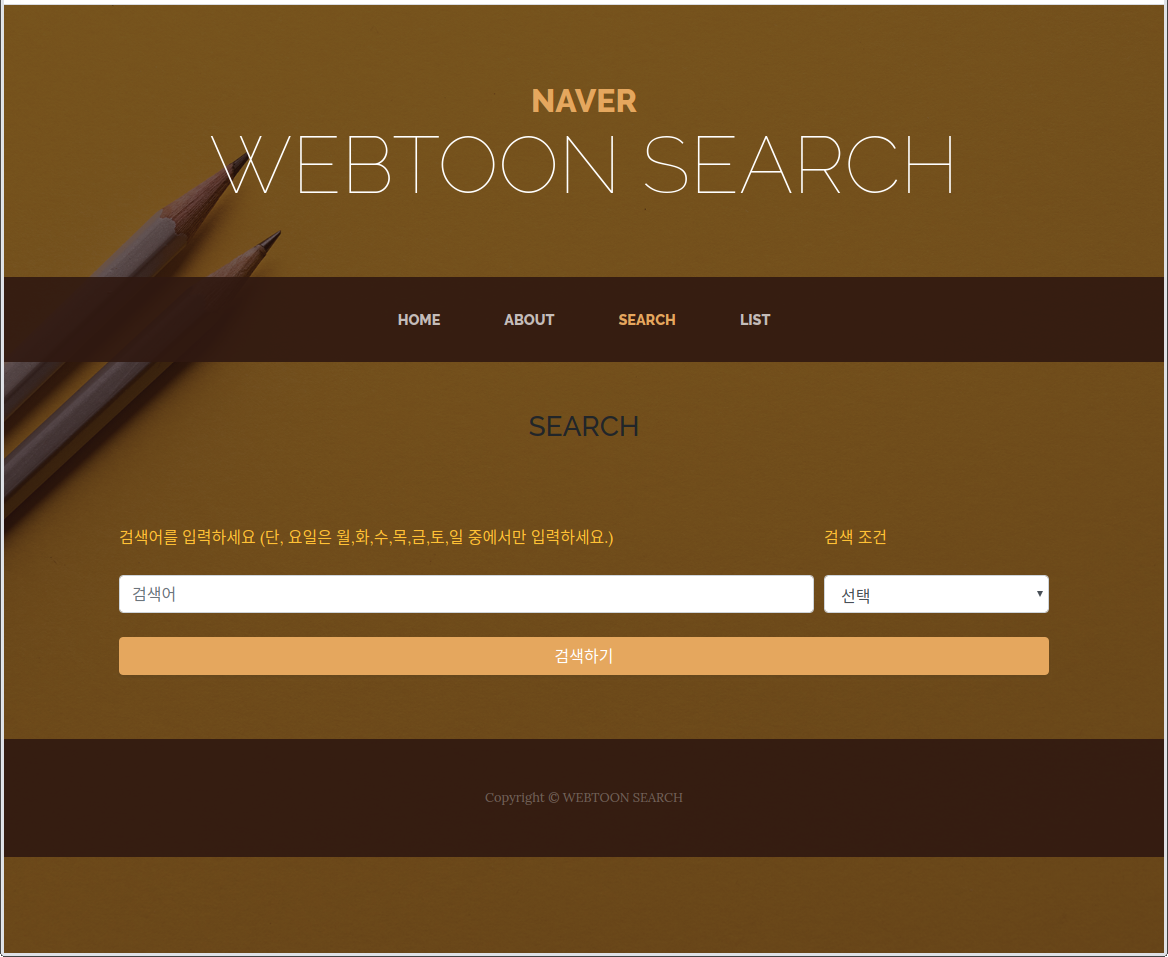 NAVER
WEBTOON SEARCH
HOME ABOUT SEARCH LIST
SEARCH
검색어를 입력하세요 (단, 요일은 월,화,수,목,금,토,일 중에서만 입력하세요.) 검색 조건
검색어 선택
검색하기
Copyright © WEBTOON SEARCH